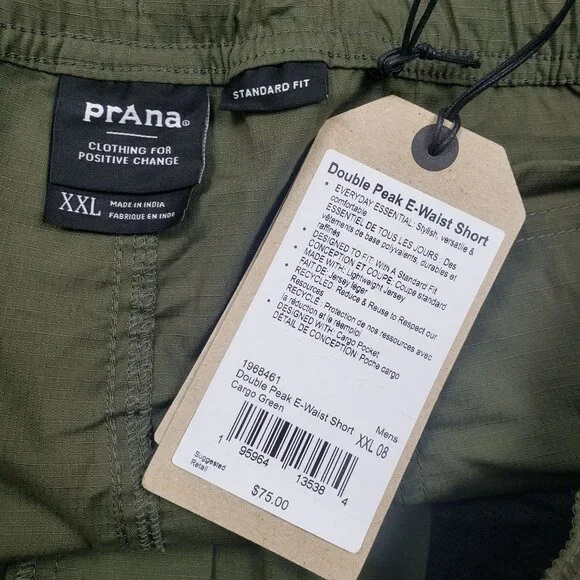 prAna®
CLOTHING FOR
POSITIVE CHANGE
XXL
MADE IN INDIA
FABRIQUE EN INDE
STANDARD FIT
Double Peak E-Waist Short
• EVERYDAY ESSENTIAL: Stylish, versatile &
comfortable
ESSENTIEL DE TOUS LES JOURS : Des
vêtements de base polyvalents, durables et
raffinés
• DESIGNED TO FIT: With A Standard Fit
CONCEPTION ET COUPE: Coupe standard
• MADE WITH: Lightweight Jersey
FAIT DE: Jersey léger
• RECYCLED: Reduce & Reuse to Respect our
Resources
RECYCLÉ: Protection de nos ressources avec
la réduction et le réemploi
• DESIGNED WITH: Cargo Pocket
DÉTAIL DE CONCEPTION: Poche cargo
1968461
Double Peak E-Waist Short
Cargo Green
Mens
XXL 08
1 95964 13538 4
Suggested
Retail
$75.00